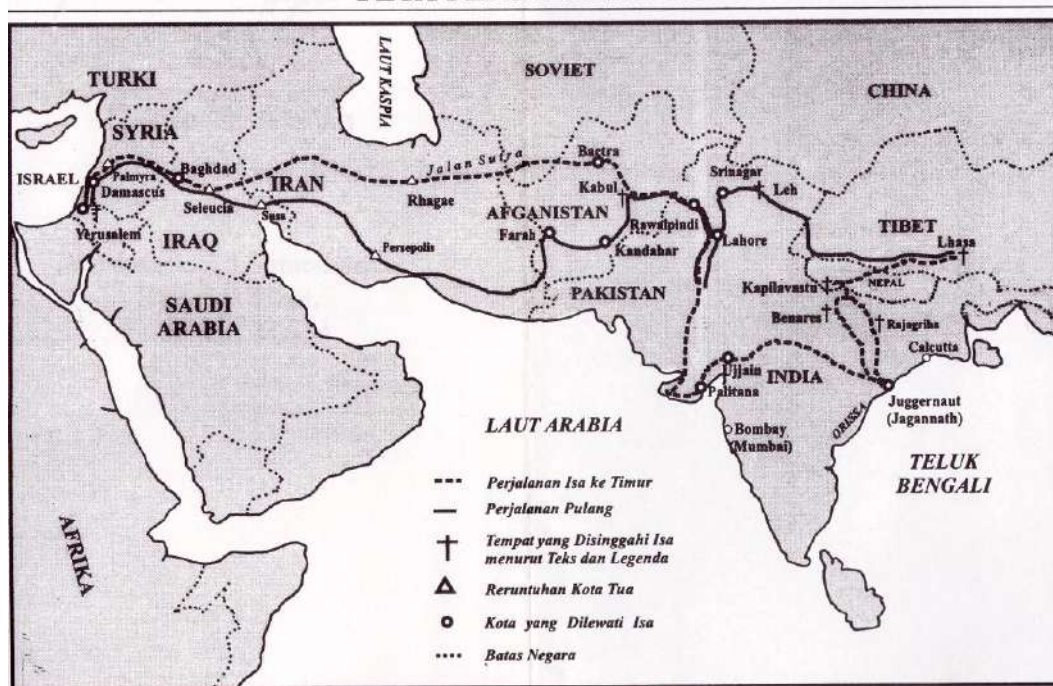 LAUT KASPIA
SOVIET
TURKI
CHINA
SYRIA
ISRAEL
Palmyra
Baghdad
Damascus
Seleucia
IRAN
Jalan Sutra
Rhagae
Bactra
Kabul
Srinagar
Leh
Yerusalem
IRAQ
Susa
AFGANISTAN
Farah
Rawalpindi
Kandahar
Lahore
TIBET
Lhasa
Persepolis
SAUDI
ARABIA
PAKISTAN
Kapilavastu
NEPAL
Benares
Rajagriha
Calcutta
Ujjain
INDIA
Palitana
Juggernaut
(Jagannath)
ORISSA
Bombay
(Mumbai)
LAUT ARABIA
TELUK
BENGALI
AFRIKA
Perjalanan Isa ke Timur
Perjalanan Pulang
Tempat yang Disinggahi Isa
menurut Teks dan Legenda
Reruntuhan Kota Tua
Kota yang Dilewati Isa
Batas Negara